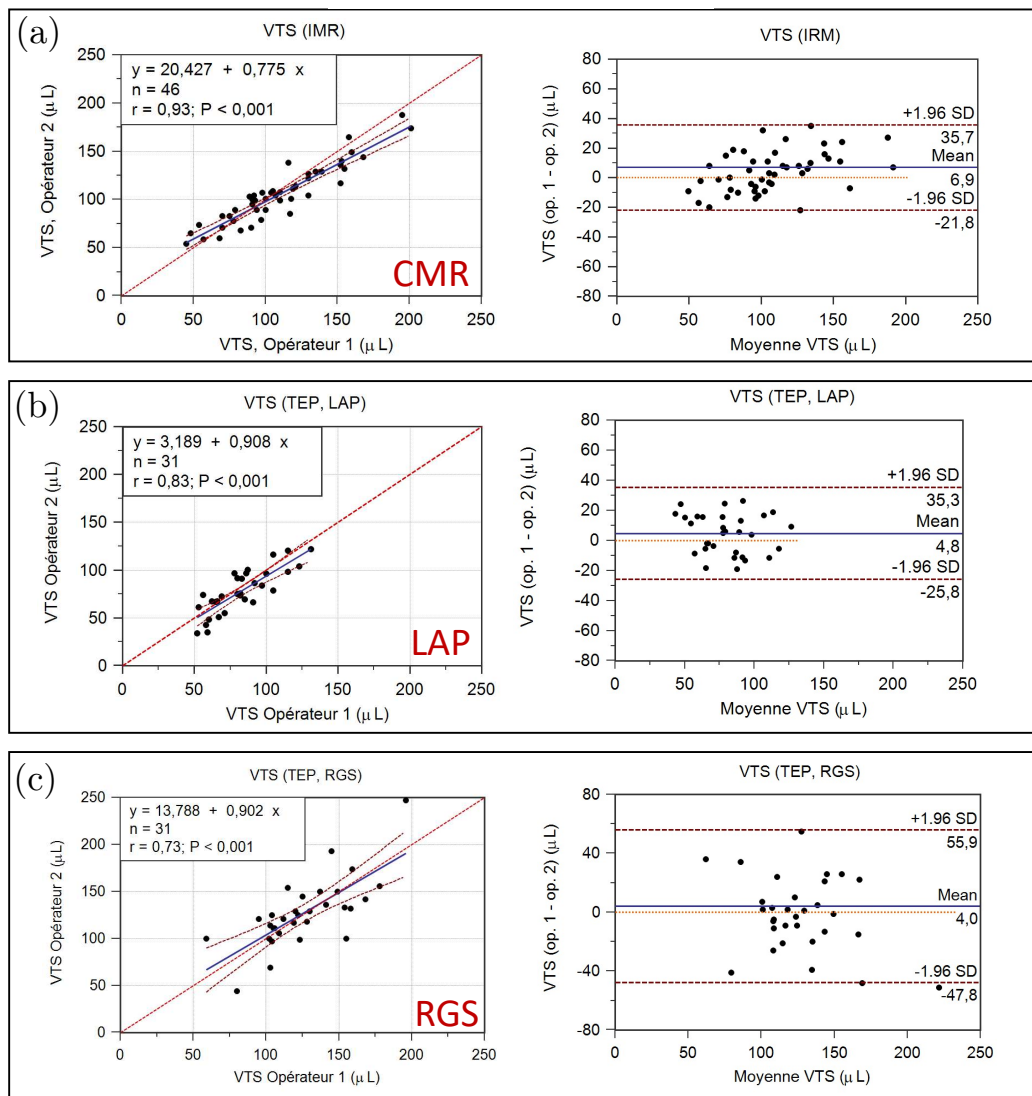 (a)
VTS (IMR)
y = 20,427 + 0,775 x
n = 46
r = 0,93; P < 0,001
VTS, Opérateur 2 (µ L)
250
200
150
100
50
0
0 50 100 150 200 250
VTS, Opérateur 1 (µ L)
CMR
VTS (IRM)
VTS (op. 1 - op. 2) (µ L)
80
60
40
20
0
-20
-40
-60
-80
0 50 100 150 200 250
Moyenne VTS (µ L)
+1.96 SD
35,7
Mean
6,9
-1.96 SD
-21,8
(b)
VTS (TEP, LAP)
y = 3,189 + 0,908 x
n = 31
r = 0,83; P < 0,001
VTS Opérateur 2 (µL)
250
200
150
100
50
0
0 50 100 150 200 250
VTS Opérateur 1 (µ L)
LAP
VTS (TEP, LAP)
VTS (op. 1 - op. 2) (µL)
80
60
40
20
0
-20
-40
-60
-80
0 50 100 150 200 250
Moyenne VTS (µ L)
+1.96 SD
35,3
Mean
4,8
-1.96 SD
-25,8
(c)
VTS (TEP, RGS)
y = 13,788 + 0,902 x
n = 31
r = 0,73; P < 0,001
VTS Opérateur 2 (µL)
250
200
150
100
50
0
0 50 100 150 200 250
VTS Opérateur 1 (µ L)
RGS
VTS (TEP, RGS)
VTS (op. 1 - op. 2) (µL)
80
40
0
-40
-80
0 50 100 150 200 250
Moyenne VTS (µ L)
+1.96 SD
55,9
Mean
4,0
-1.96 SD
-47,8